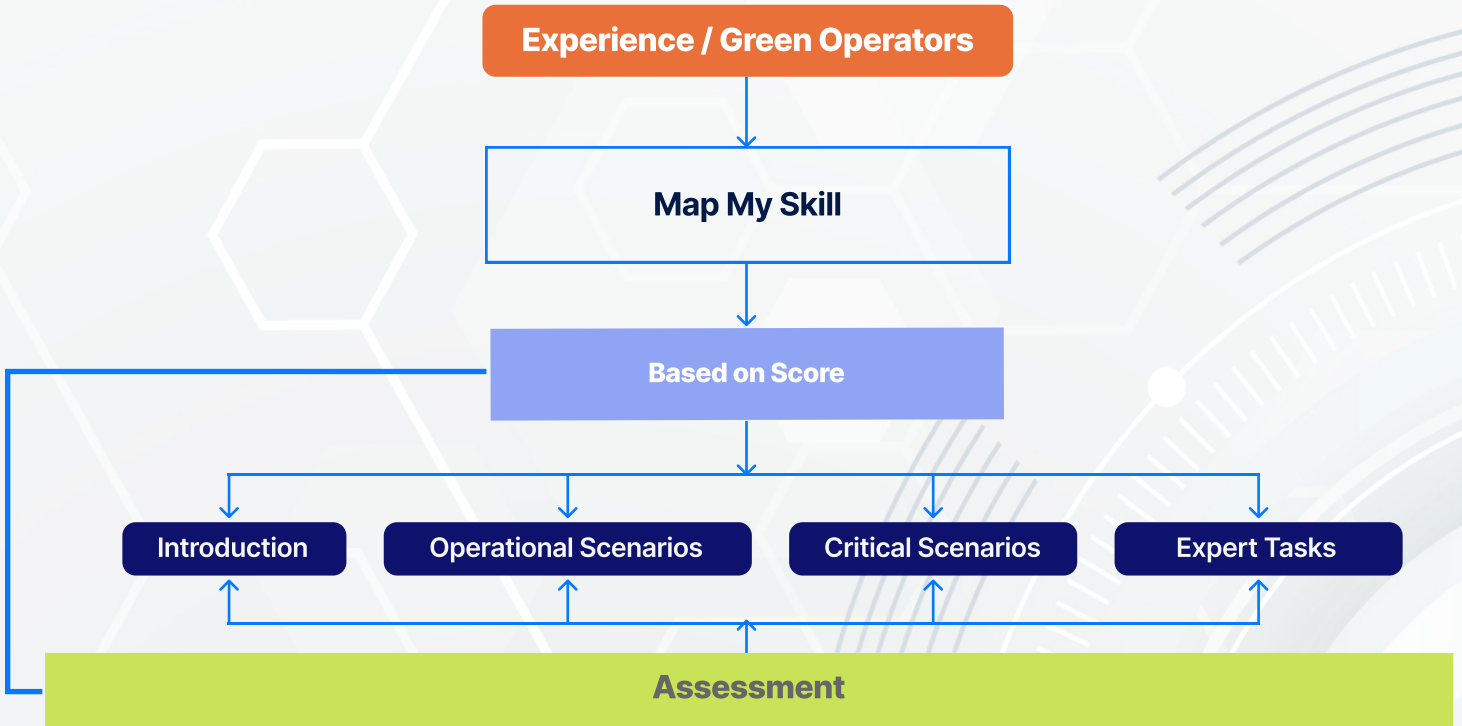 Experience / Green Operators
Map My Skill
Based on Score
Introduction
Operational Scenarios
Critical Scenarios
Expert Tasks
Assessment